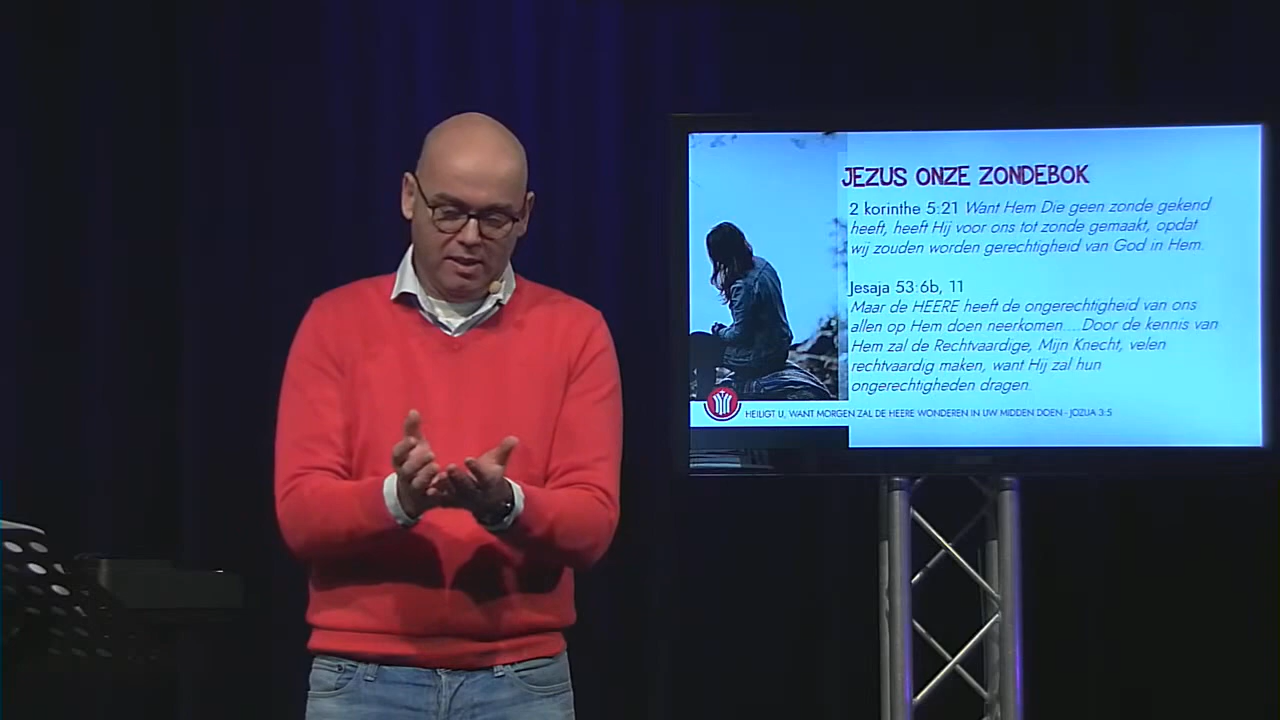 JEZUS ONZE ZONDEBOK
2 korinthe 5:21 Want Hem Die geen zonde gekend
heeft, heeft Hij voor ons tot zonde gemaakt, opdat
wij zouden worden gerechtigheid van God in Hem.
Jesaja 53:6b, 11
Maar de HEERE heeft de ongerechtigheid van ons
allen op Hem doen neerkomen....Door de kennis van
Hem zal de Rechtvaardige, Mijn Knecht, velen
rechtvaardig maken, want Hij zal hun
ongerechtigheden dragen.
HEILIGT U, WANT MORGEN ZAL DE HEERE WONDEREN IN UW MIDDEN DOEN - JOZUA 3:5